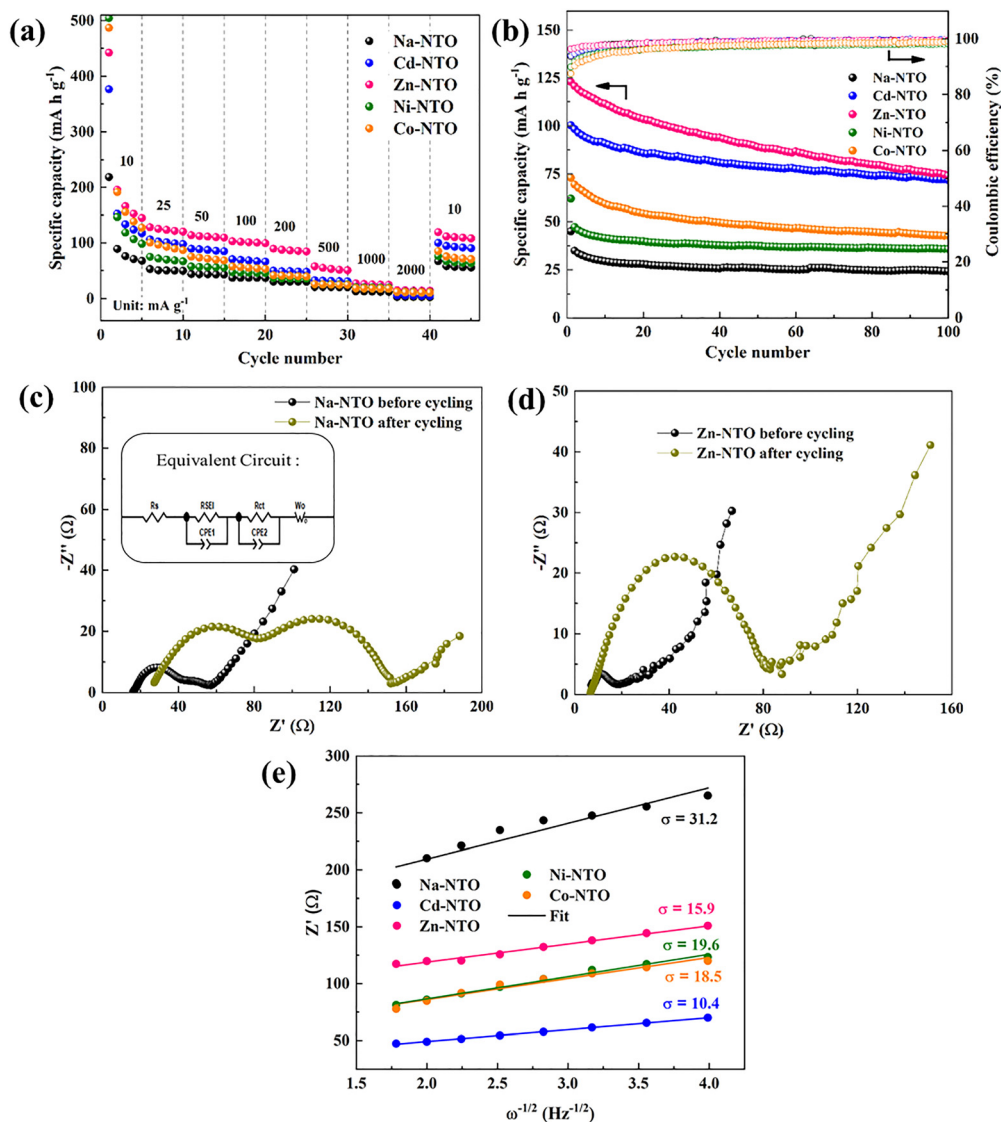 (a)
500
400
300
200
100
0
Specific capacity (mA h g-1)
Na-NTO
Cd-NTO
Zn-NTO
Ni-NTO
Co-NTO
10
25
50
100
200
500
1000
2000
10
Unit: mA g-1
0 10 20 30 40
Cycle number
(b)
150
125
100
75
50
25
0
Specific capacity (mA h g-1)
Na-NTO
Cd-NTO
Zn-NTO
Ni-NTO
Co-NTO
100
80
60
40
20
0
Coulombic efficiency (%)
0 20 40 60 80 100
Cycle number
(c)
100
80
60
40
20
0
-Z'' (Ω)
Na-NTO before cycling
Na-NTO after cycling
Equivalent Circuit :
Rs RSEI Rct Wo
CPE1 CPE2
0 40 80 120 160 200
Z' (Ω)
(d)
50
40
30
20
10
0
-Z'' (Ω)
Zn-NTO before cycling
Zn-NTO after cycling
0 40 80 120 160
Z' (Ω)
(e)
300
250
200
150
100
50
Z' (Ω)
σ = 31.2
Na-NTO
Cd-NTO
Zn-NTO
Ni-NTO
Co-NTO
Fit
σ = 15.9
σ = 19.6
σ = 18.5
σ = 10.4
1.5 2.0 2.5 3.0 3.5 4.0
ω-1/2 (Hz-1/2)